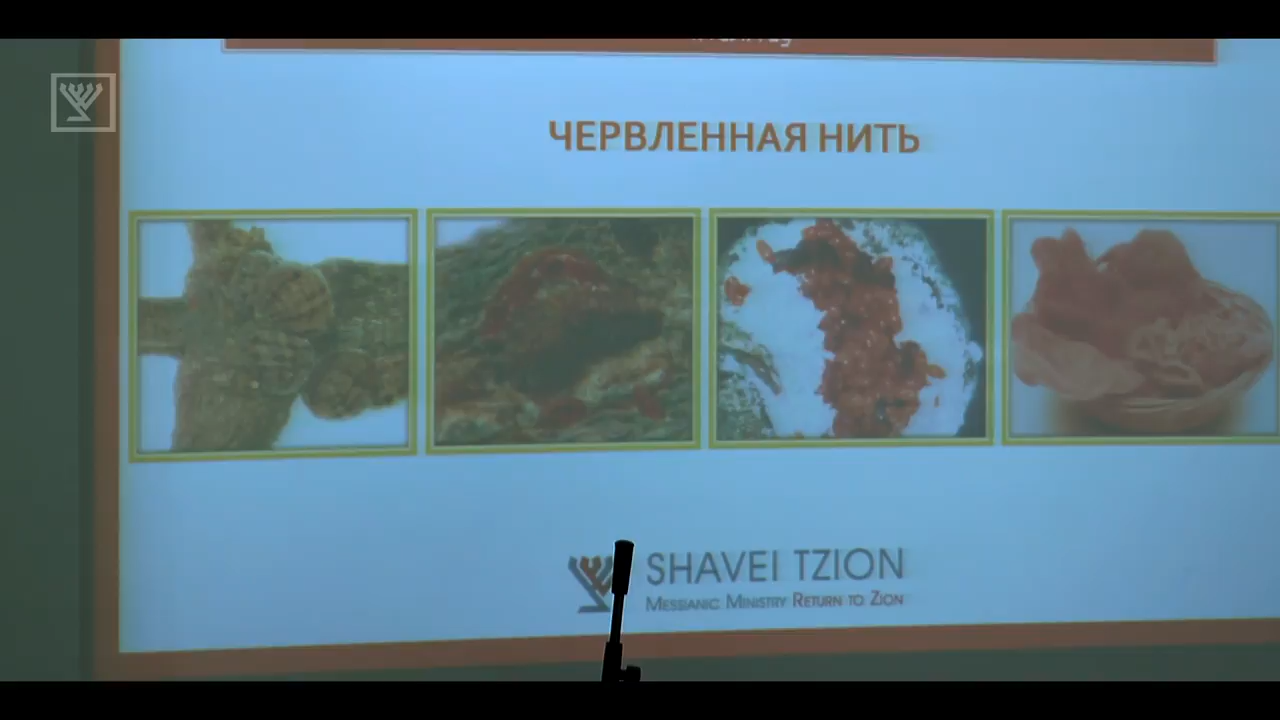 ЧЕРВЛЕННАЯ НИТЬ
SHAVEI TZION
MESSIANIC MINISTRY RETURN TO ZION